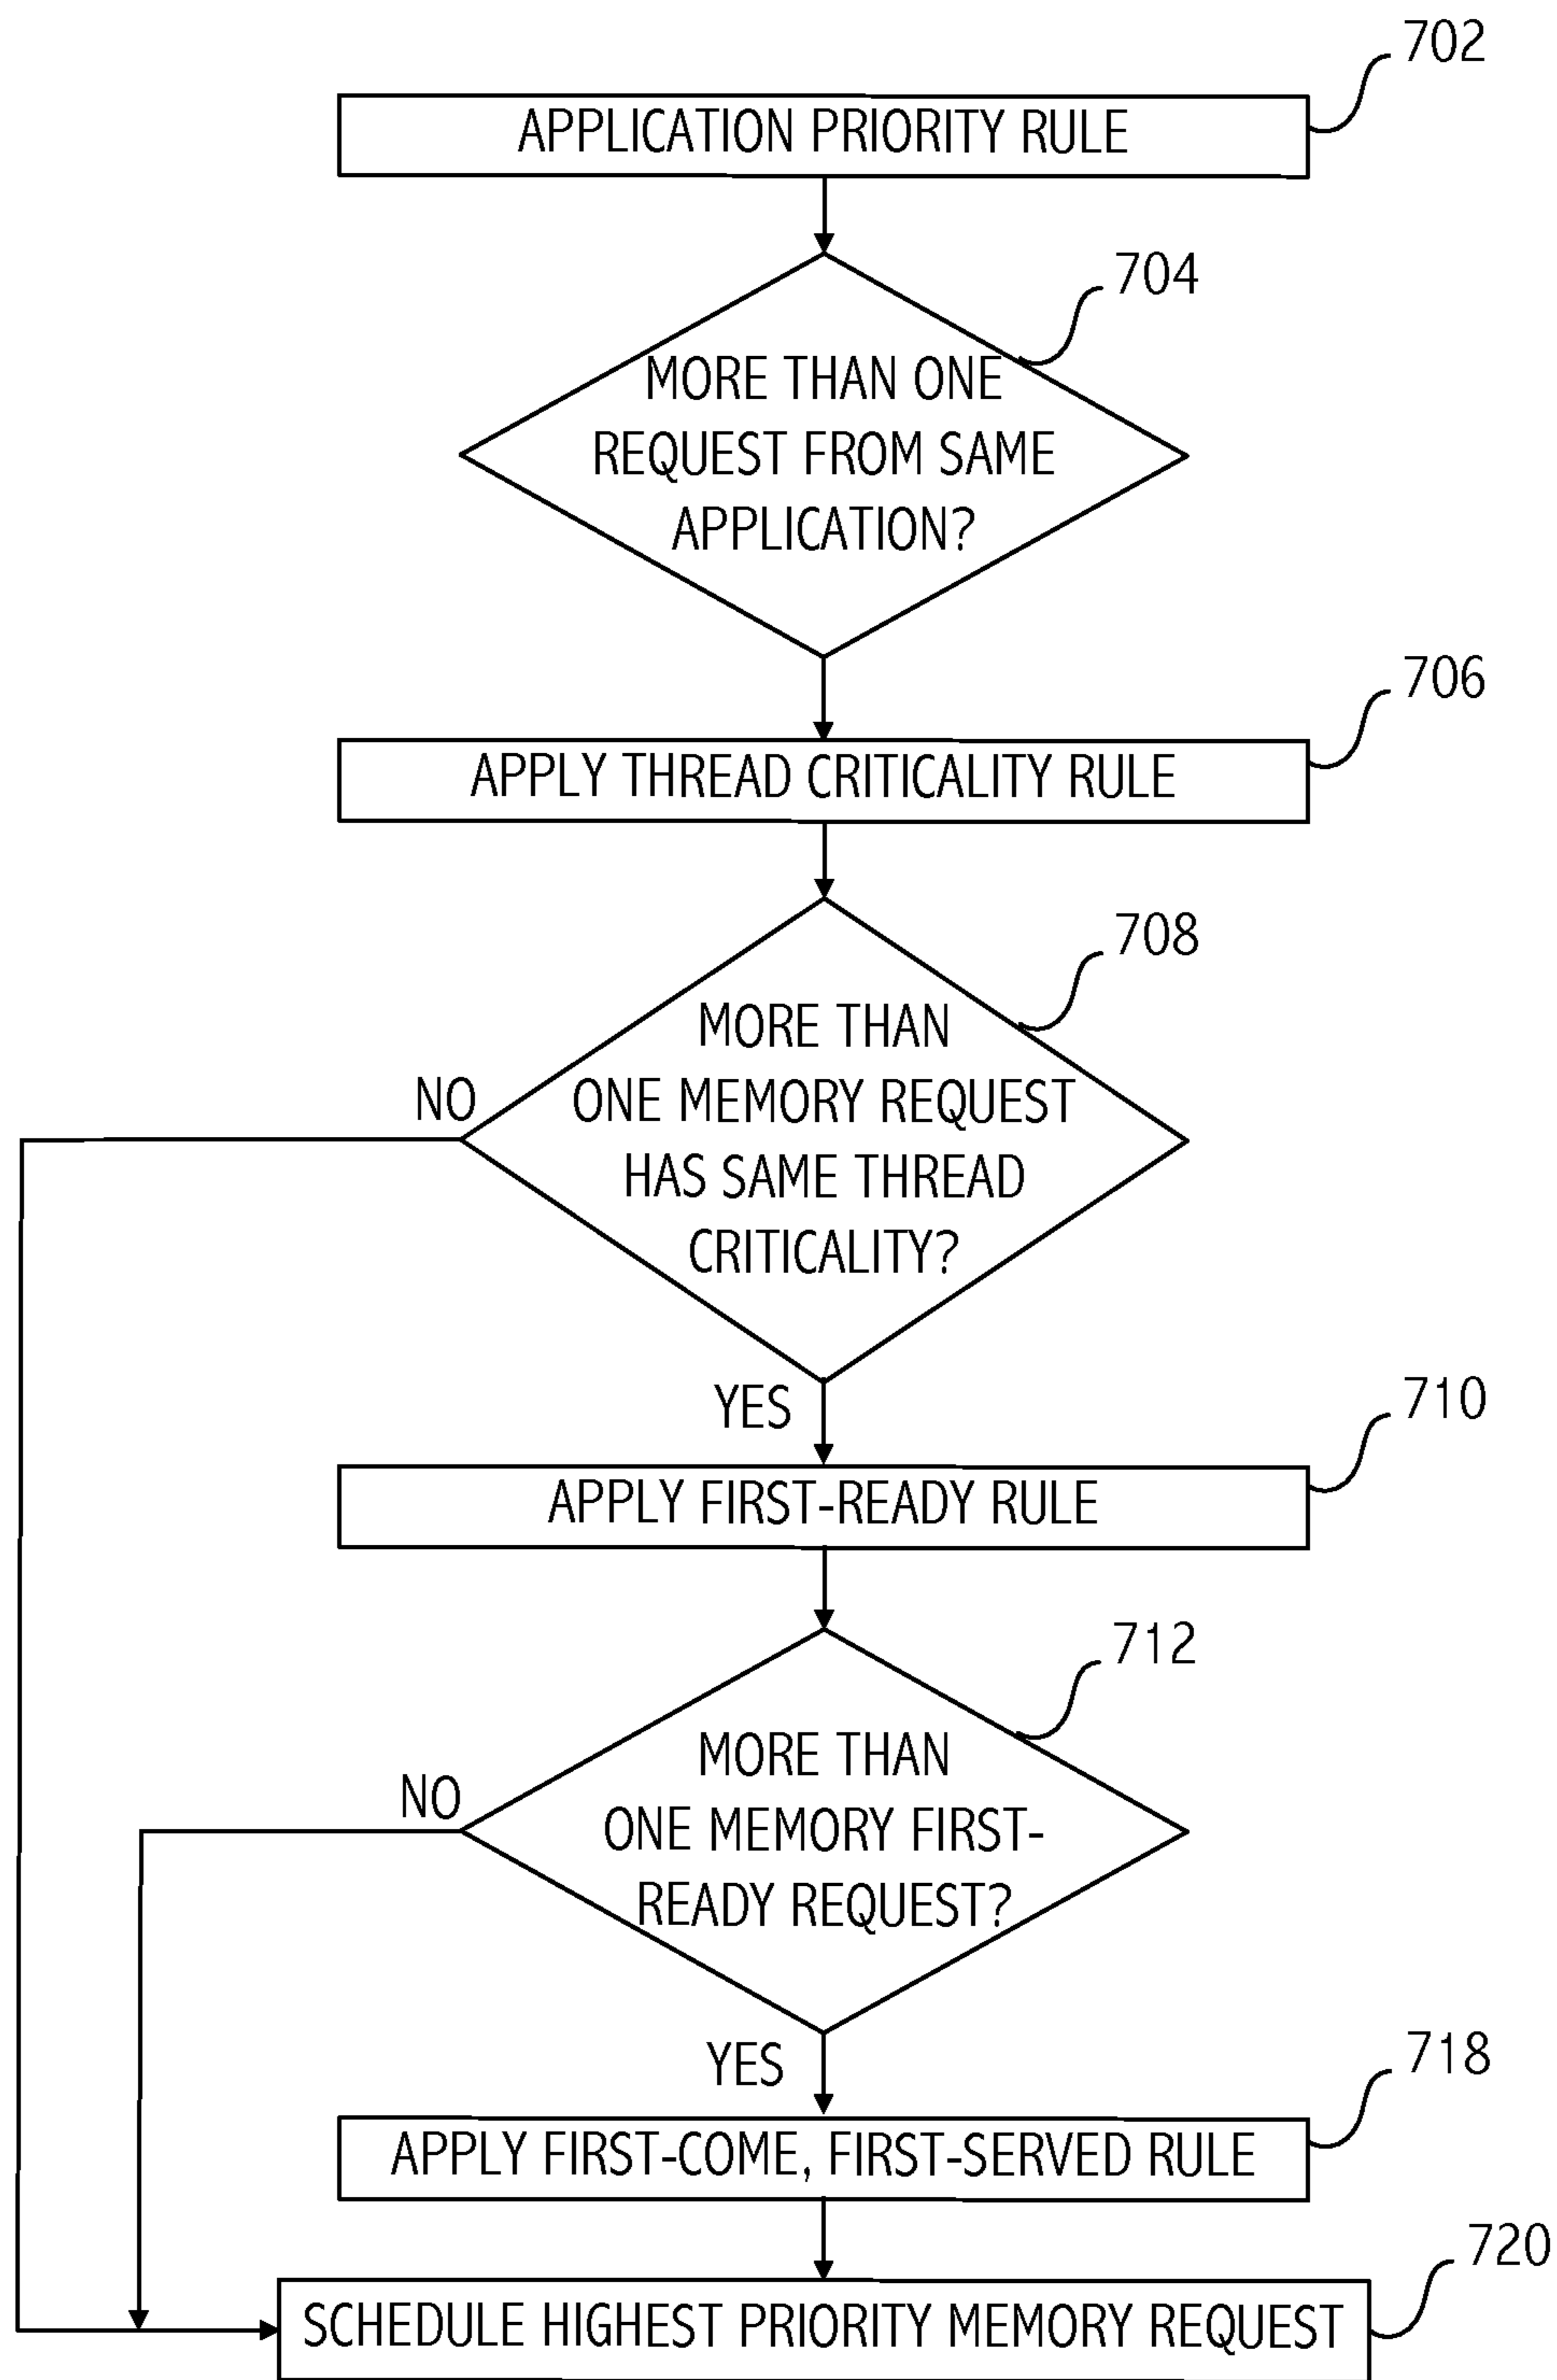 702
APPLICATION PRIORITY RULE
704
MORE THAN ONE
REQUEST FROM SAME
APPLICATION?
706
APPLY THREAD CRITICALITY RULE
708
MORE THAN
ONE MEMORY REQUEST
HAS SAME THREAD
CRITICALITY?
NO
YES
710
APPLY FIRST-READY RULE
712
MORE THAN
ONE MEMORY FIRST-
READY REQUEST?
NO
YES
718
APPLY FIRST-COME, FIRST-SERVED RULE
720
SCHEDULE HIGHEST PRIORITY MEMORY REQUEST